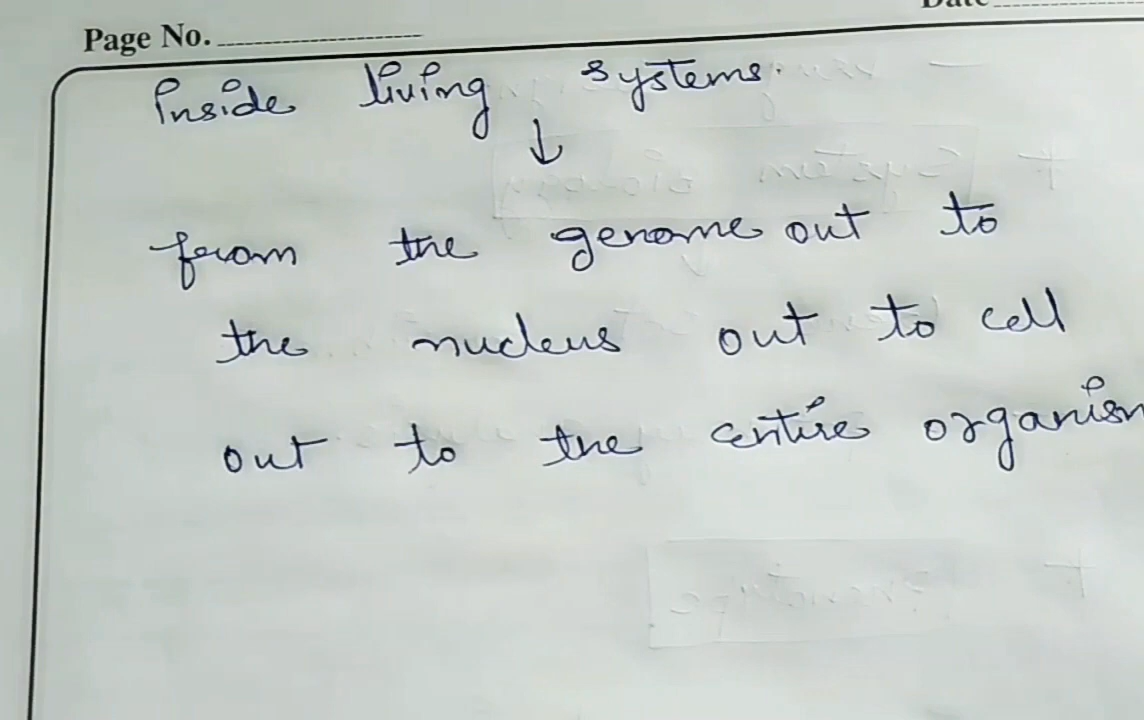 Page No.
Date
Inside living systems.
↓
from the genome out to
the nucleus out to cell
out to the entire organism